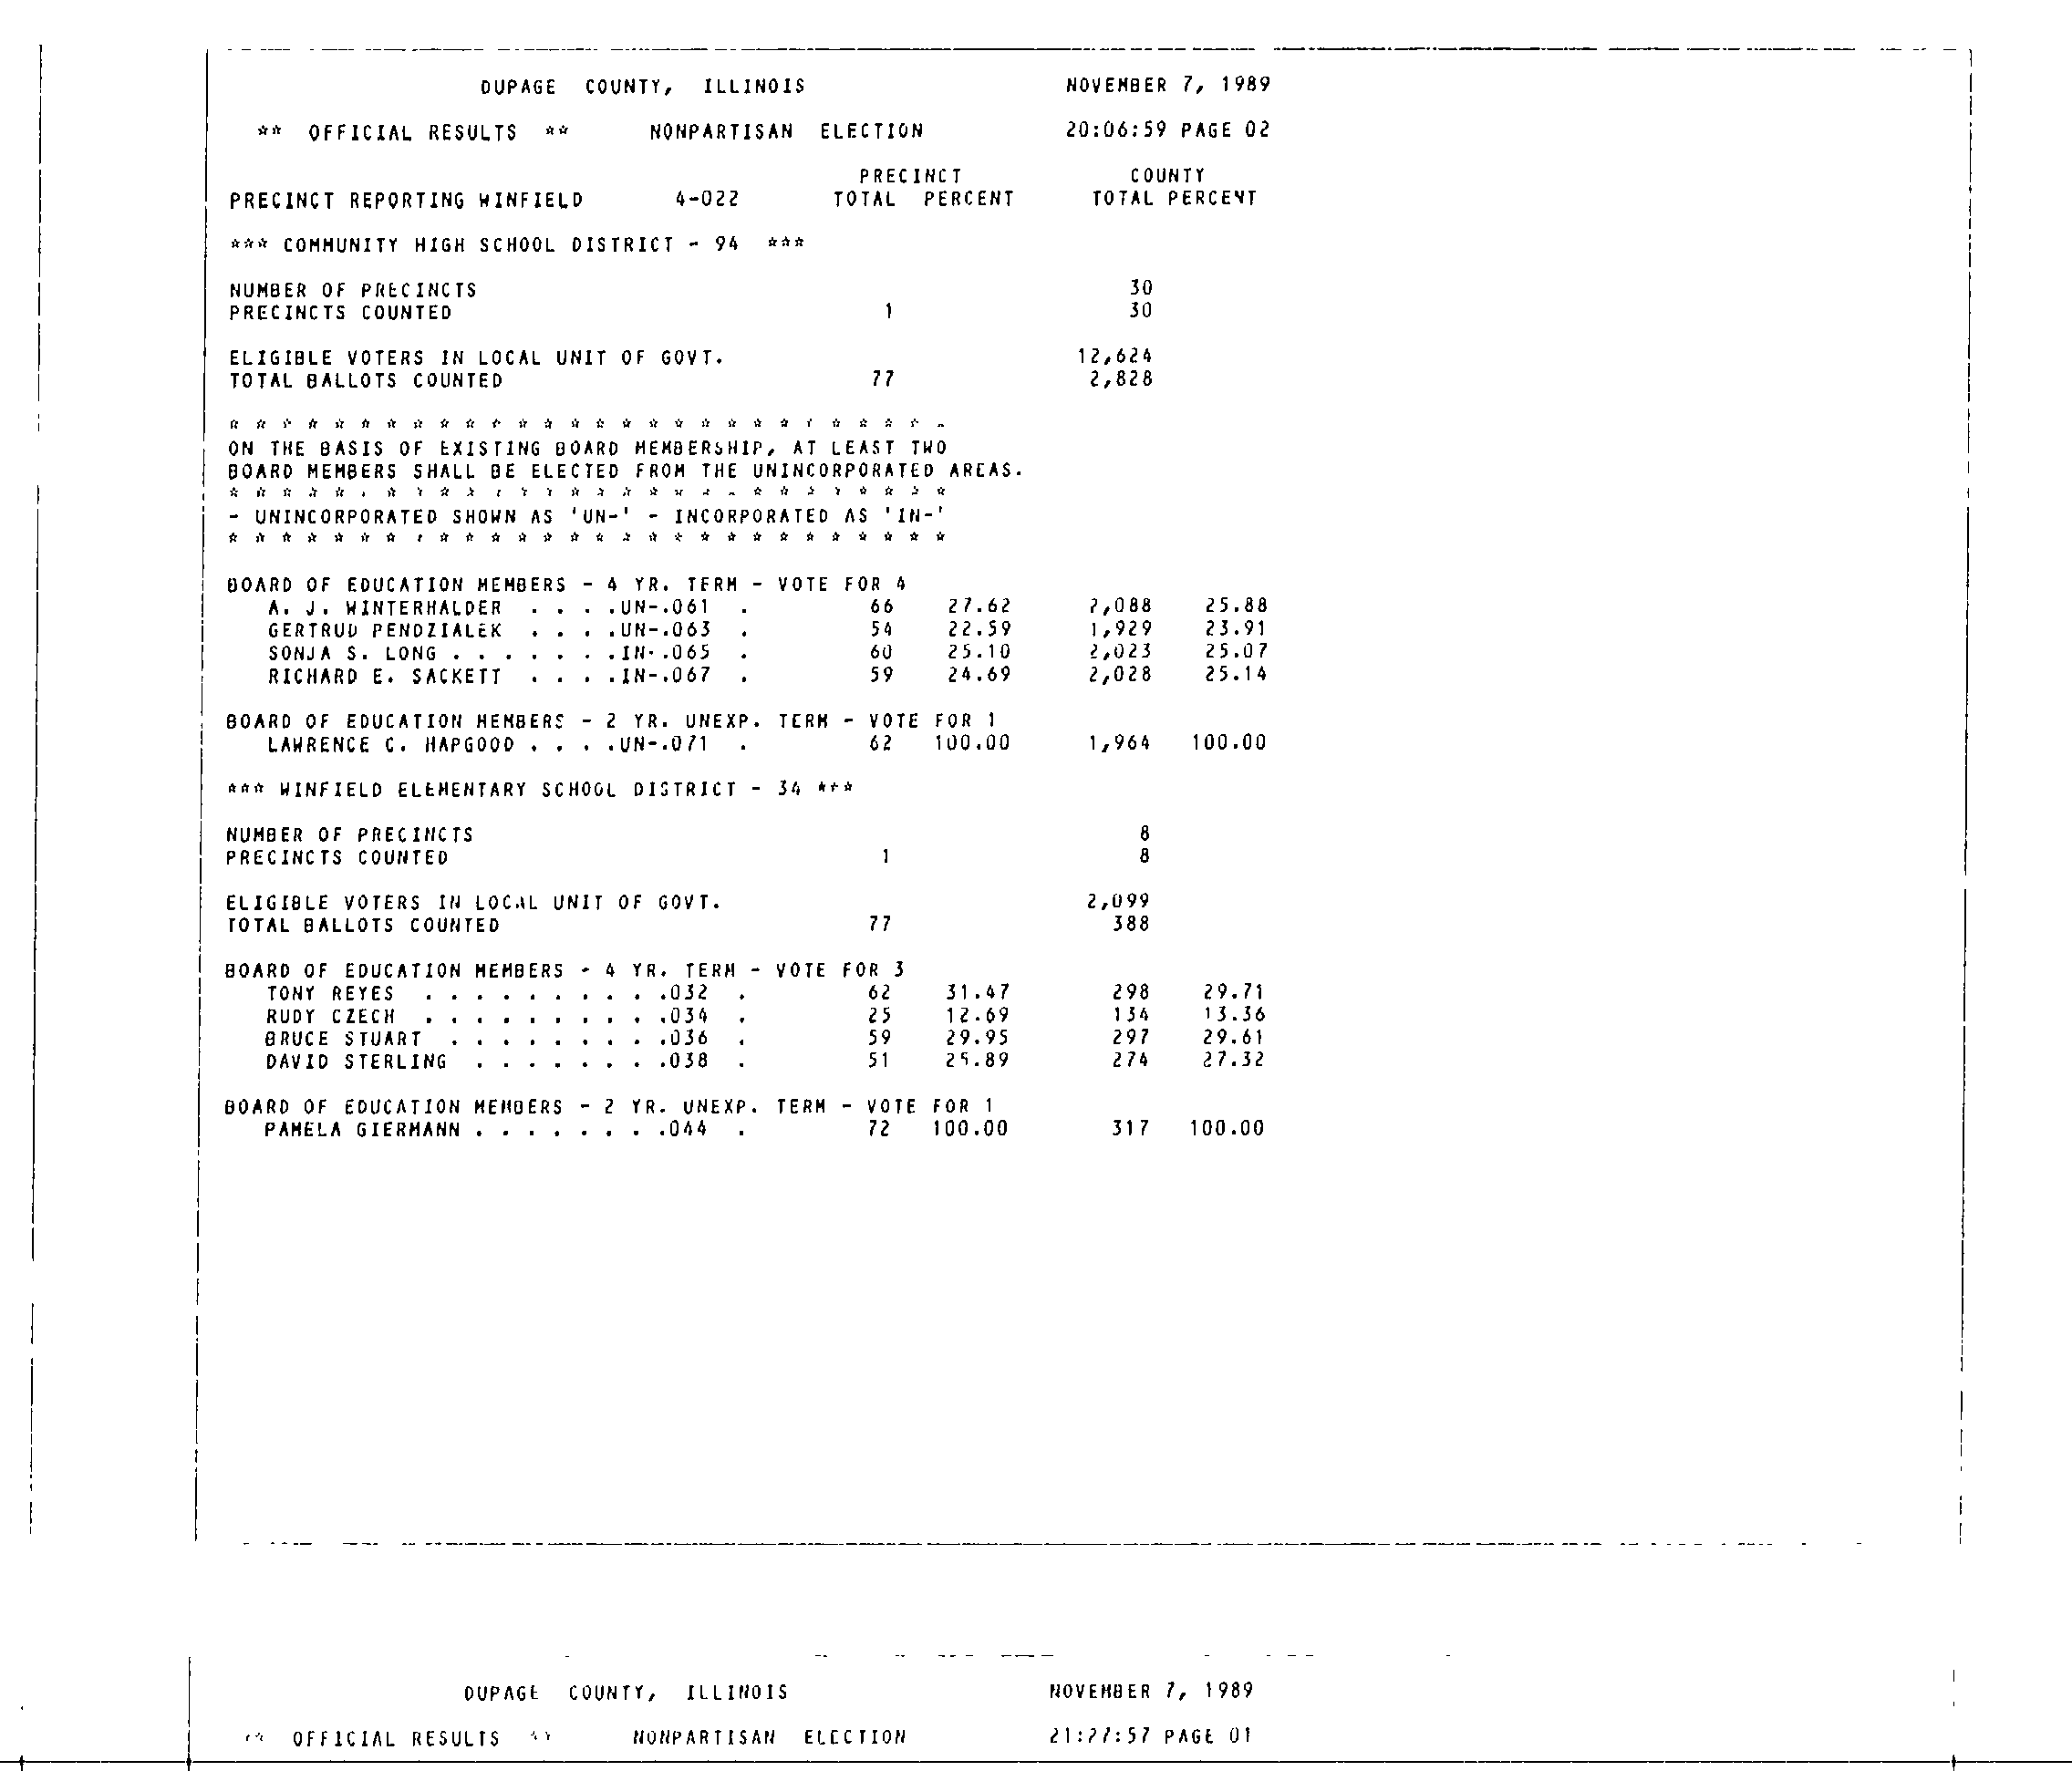 DUPAGE COUNTY, ILLINOIS NOVEMBER 7, 1989
** OFFICIAL RESULTS ** NONPARTISAN ELECTION 20:06:59 PAGE 02
PRECINCT COUNTY
PRECINCT REPORTING WINFIELD 4-022 TOTAL PERCENT TOTAL PERCENT
*** COMMUNITY HIGH SCHOOL DISTRICT - 94 ***
NUMBER OF PRECINCTS 30
PRECINCTS COUNTED 1 30
ELIGIBLE VOTERS IN LOCAL UNIT OF GOVT. 12,624
TOTAL BALLOTS COUNTED 77 2,828
* * * * * * * * * * * * * * * * * * * * * * * * * * * *
ON THE BASIS OF EXISTING BOARD MEMBERSHIP, AT LEAST TWO
BOARD MEMBERS SHALL BE ELECTED FROM THE UNINCORPORATED AREAS.
* * * * * * * * * * * * * * * * * * * * * * * * * * * *
- UNINCORPORATED SHOWN AS 'UN-' - INCORPORATED AS 'IN-'
* * * * * * * * * * * * * * * * * * * * * * * * * * * *
BOARD OF EDUCATION MEMBERS - 4 YR. TERM - VOTE FOR 4
A. J. WINTERHALDER . . . .UN-.061 . 66 27.62 2,088 25.88
GERTRUD PENDZIALEK . . . .UN-.063 . 54 22.59 1,929 23.91
SONJA S. LONG . . . . . . .IN-.065 . 60 25.10 2,023 25.07
RICHARD E. SACKETT . . . .IN-.067 . 59 24.69 2,028 25.14
BOARD OF EDUCATION MEMBERS - 2 YR. UNEXP. TERM - VOTE FOR 1
LAWRENCE C. HAPGOOD . . . .UN-.071 . 62 100.00 1,964 100.00
*** WINFIELD ELEMENTARY SCHOOL DISTRICT - 34 ***
NUMBER OF PRECINCTS 8
PRECINCTS COUNTED 1 8
ELIGIBLE VOTERS IN LOCAL UNIT OF GOVT. 2,099
TOTAL BALLOTS COUNTED 77 388
BOARD OF EDUCATION MEMBERS - 4 YR. TERM - VOTE FOR 3
TONY REYES . . . . . . . . . .032 . 62 31.47 298 29.71
RUDY CZECH . . . . . . . . . .034 . 25 12.69 134 13.36
BRUCE STUART . . . . . . . . .036 . 59 29.95 297 29.61
DAVID STERLING . . . . . . . .038 . 51 25.89 274 27.32
BOARD OF EDUCATION MEMBERS - 2 YR. UNEXP. TERM - VOTE FOR 1
PAMELA GIERMANN . . . . . . . .044 . 72 100.00 317 100.00
DUPAGE COUNTY, ILLINOIS NOVEMBER 7, 1989
** OFFICIAL RESULTS ** NONPARTISAN ELECTION 21:27:57 PAGE 01